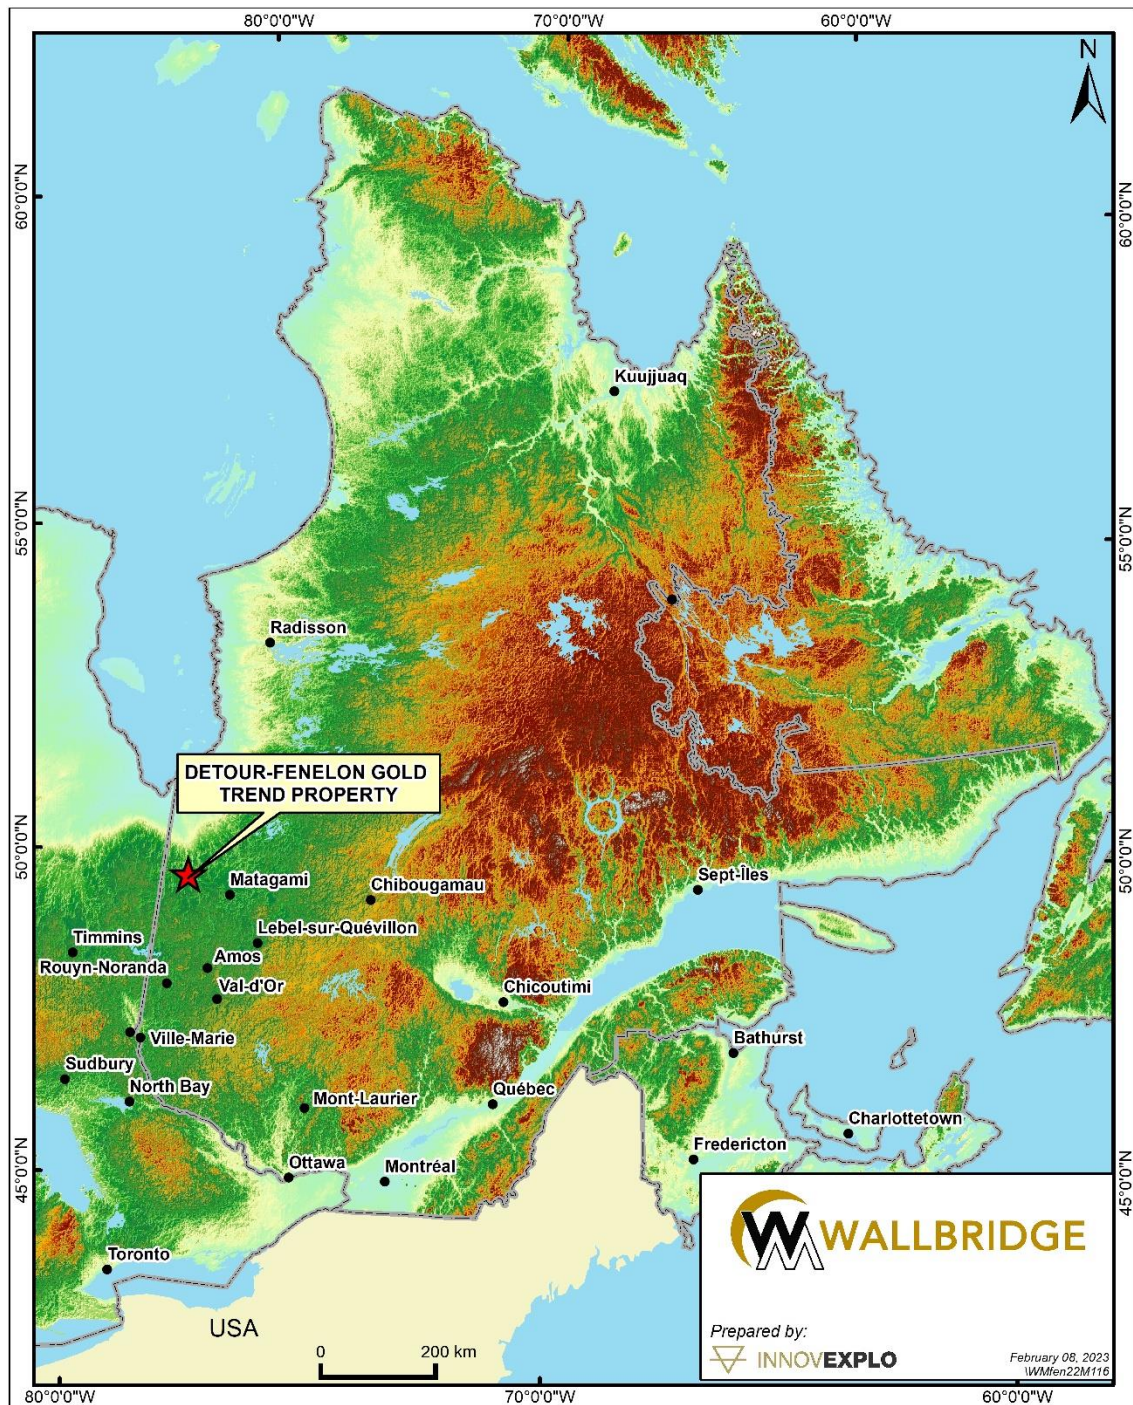 80°0'0"W
70°0'0"W
60°0'0"W
N
60°0'0"N
60°0'0"N
Kuujjuaq
55°0'0"N
55°0'0"N
Radisson
DETOUR-FENELON GOLD
TREND PROPERTY
50°0'0"N
50°0'0"N
Matagami
Chibougamau
Sept-Îles
Timmins
Lebel-sur-Quévillon
Rouyn-Noranda
Amos
Val-d'Or
Chicoutimi
Ville-Marie
Bathurst
Sudbury
North Bay
Mont-Laurier
Québec
Charlottetown
Fredericton
Ottawa
Montréal
45°0'0"N
45°0'0"N
Toronto
WM WALLBRIDGE
USA
Prepared by:
INNOVEXPLO
0
200 km
February 08, 2023
\WMfen22M116
80°0'0"W
70°0'0"W
60°0'0"W